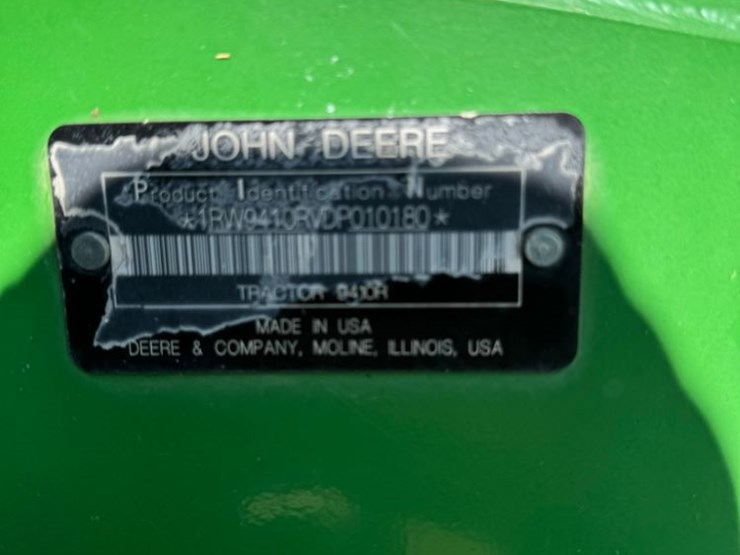 JOHN DEERE
Product Identification Number
*1RW9410RVDP010180*
TRACTOR 9410R
MADE IN USA
DEERE & COMPANY, MOLINE, ILLINOIS, USA